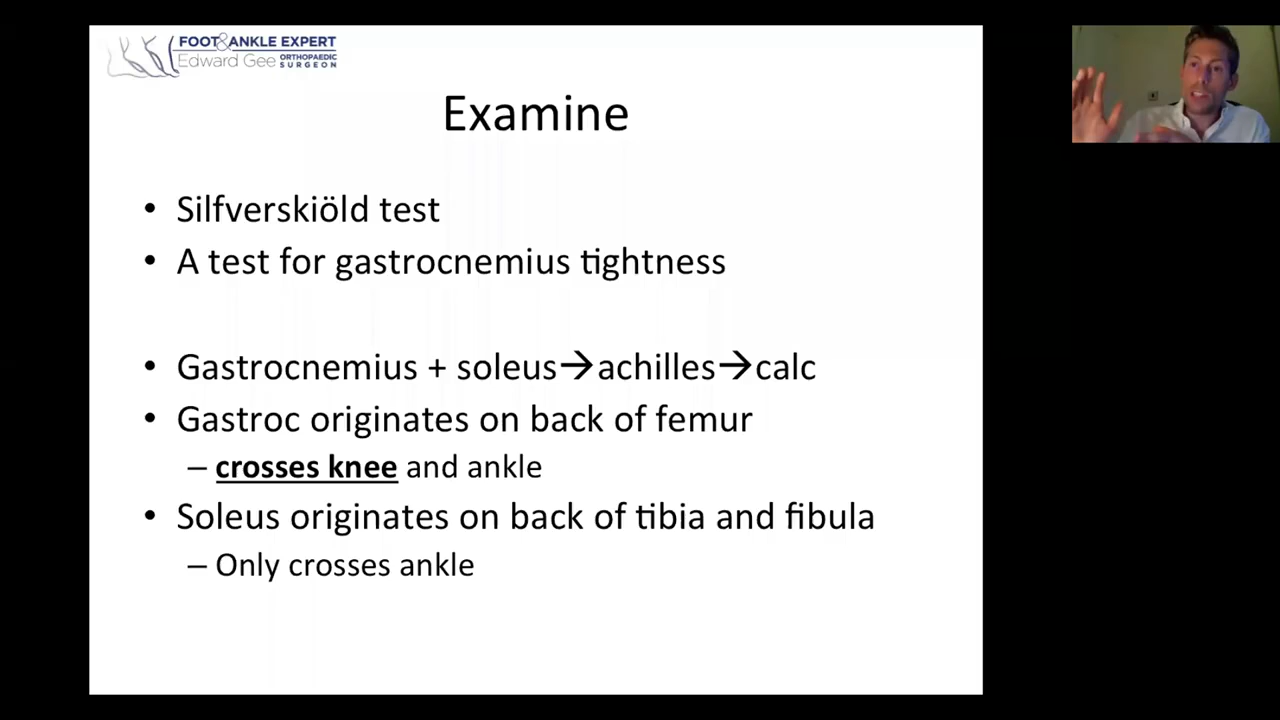 FOOT & ANKLE EXPERT
Edward Gee ORTHOPAEDIC SURGEON
Examine
• Silfverskiöld test
• A test for gastrocnemius tightness
• Gastrocnemius + soleus→achilles→calc
• Gastroc originates on back of femur
– crosses knee and ankle
• Soleus originates on back of tibia and fibula
– Only crosses ankle